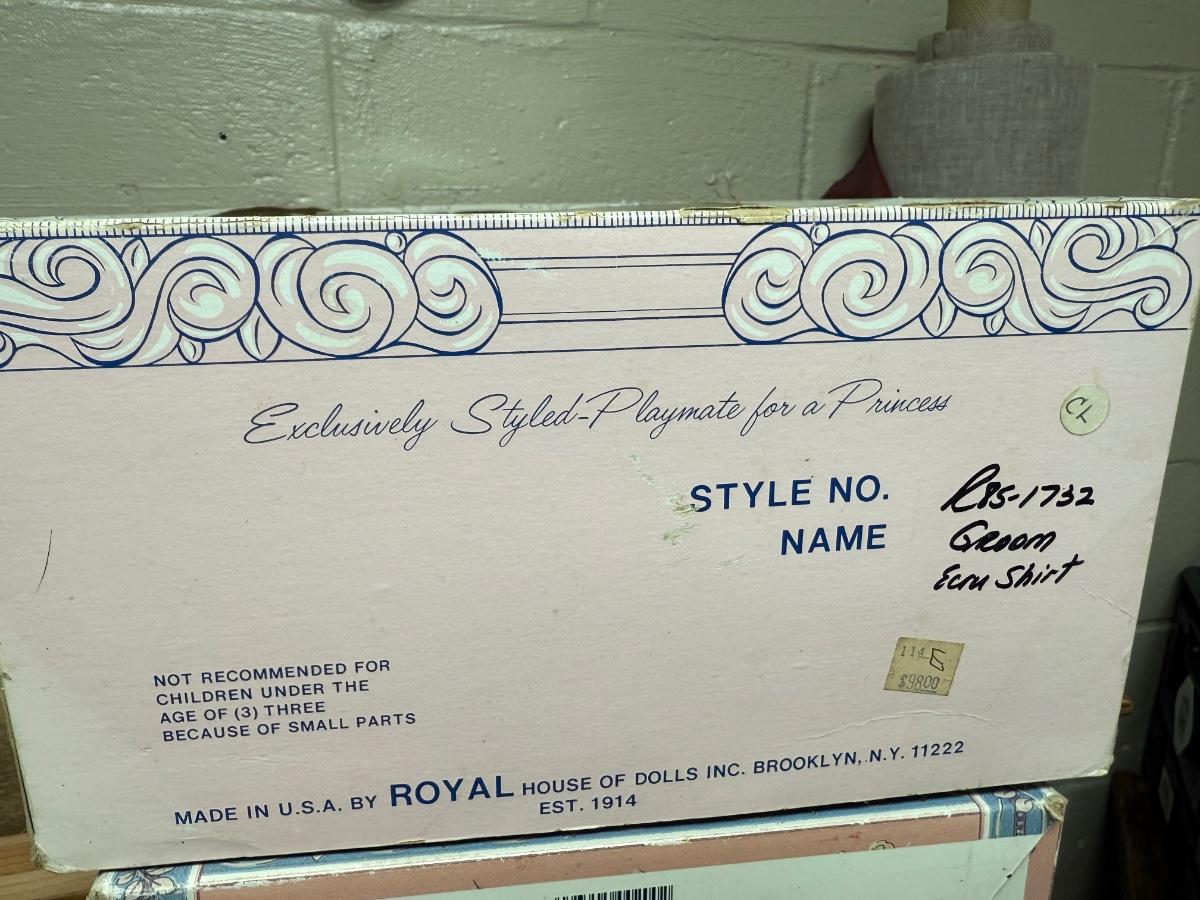 Exclusively Styled-Playmate for a Princess
CL
STYLE NO. R85-1732
NAME Groom
Ecru Shirt
114 E
$98.00
NOT RECOMMENDED FOR
CHILDREN UNDER THE
AGE OF (3) THREE
BECAUSE OF SMALL PARTS
MADE IN U.S.A. BY ROYAL HOUSE OF DOLLS INC. BROOKLYN, N.Y. 11222
EST. 1914